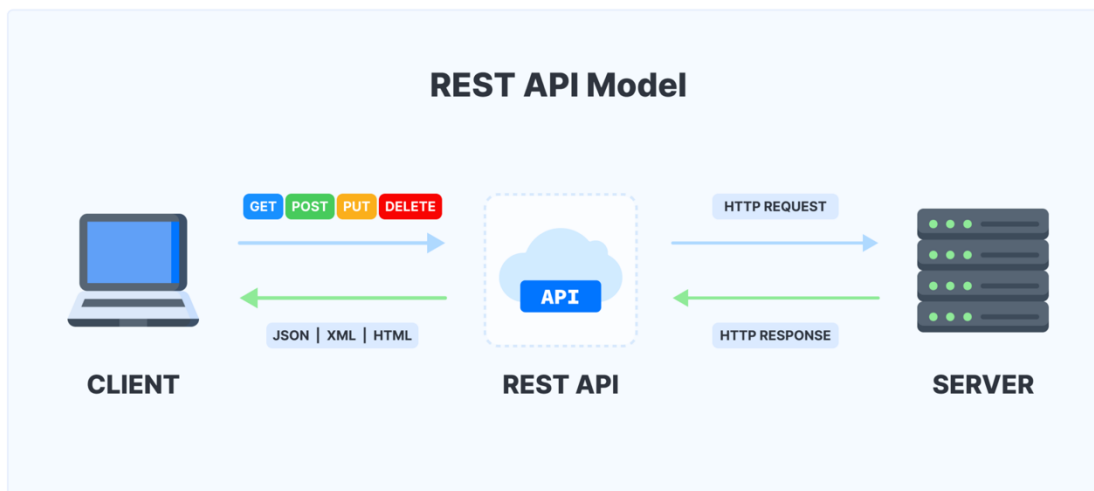 REST API Model
GET POST PUT DELETE
HTTP REQUEST
API
JSON | XML | HTML
HTTP RESPONSE
CLIENT
REST API
SERVER